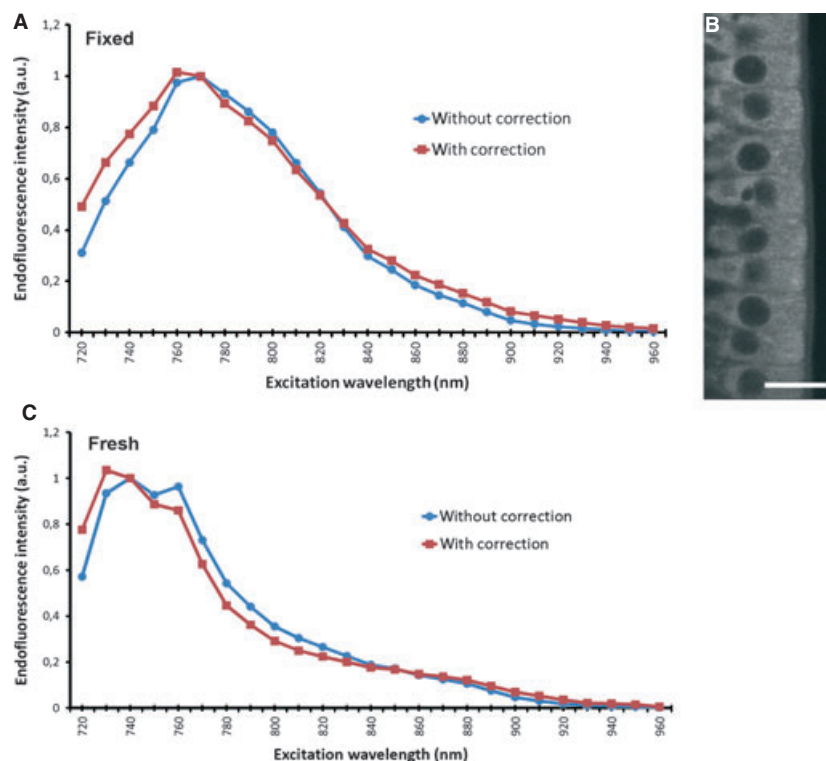 A
Fixed
1,2
1
0,8
0,6
0,4
0,2
0
Endofluorescence intensity (a.u.)
Without correction
With correction
720 740 760 780 800 820 840 860 880 900 920 940 960
Excitation wavelength (nm)
B
C
Fresh
1,2
1
0,8
0,6
0,4
0,2
0
Endofluorescence intensity (a.u.)
Without correction
With correction
720 740 760 780 800 820 840 860 880 900 920 940 960
Excitation wavelength (nm)